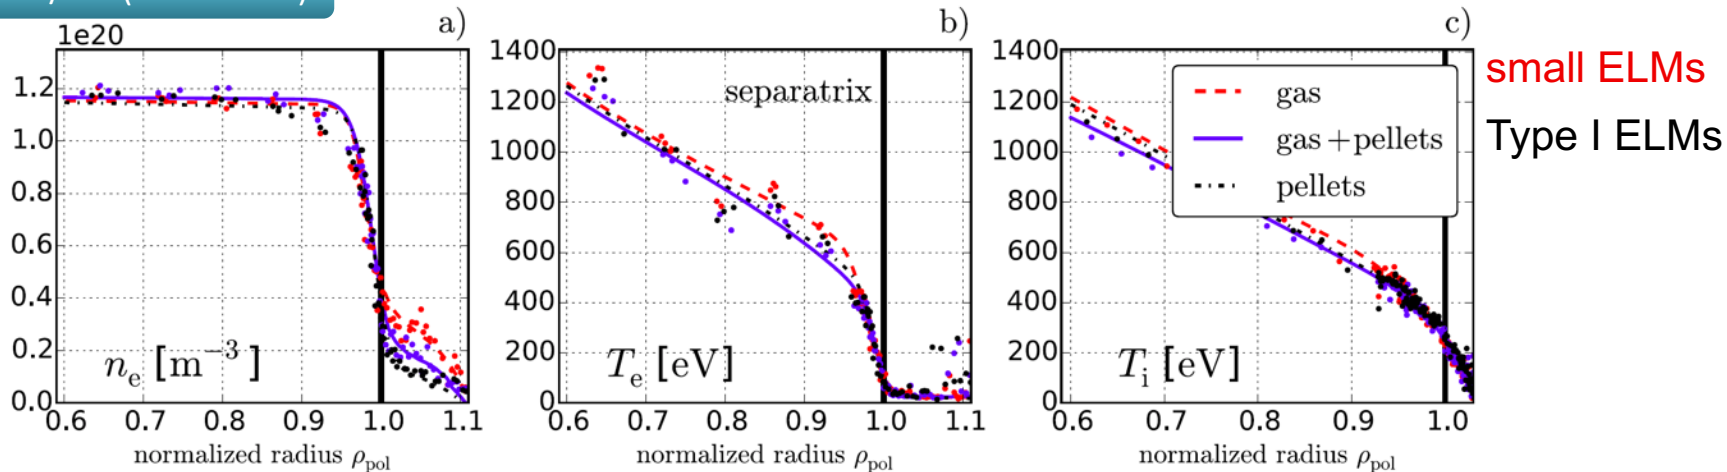 a)
1e20
1.2
1.0
0.8
0.6
0.4
0.2
0.0
n_e [m^{-3}]
0.6 0.7 0.8 0.9 1.0 1.1
normalized radius ρ_pol
b)
1400
1200
1000
800
600
400
200
0
separatrix
T_e [eV]
0.6 0.7 0.8 0.9 1.0 1.1
normalized radius ρ_pol
c)
1400
1200
1000
800
600
400
200
0
gas
gas+pellets
pellets
T_i [eV]
0.6 0.7 0.8 0.9 1.0
normalized radius ρ_pol
small ELMs
Type I ELMs